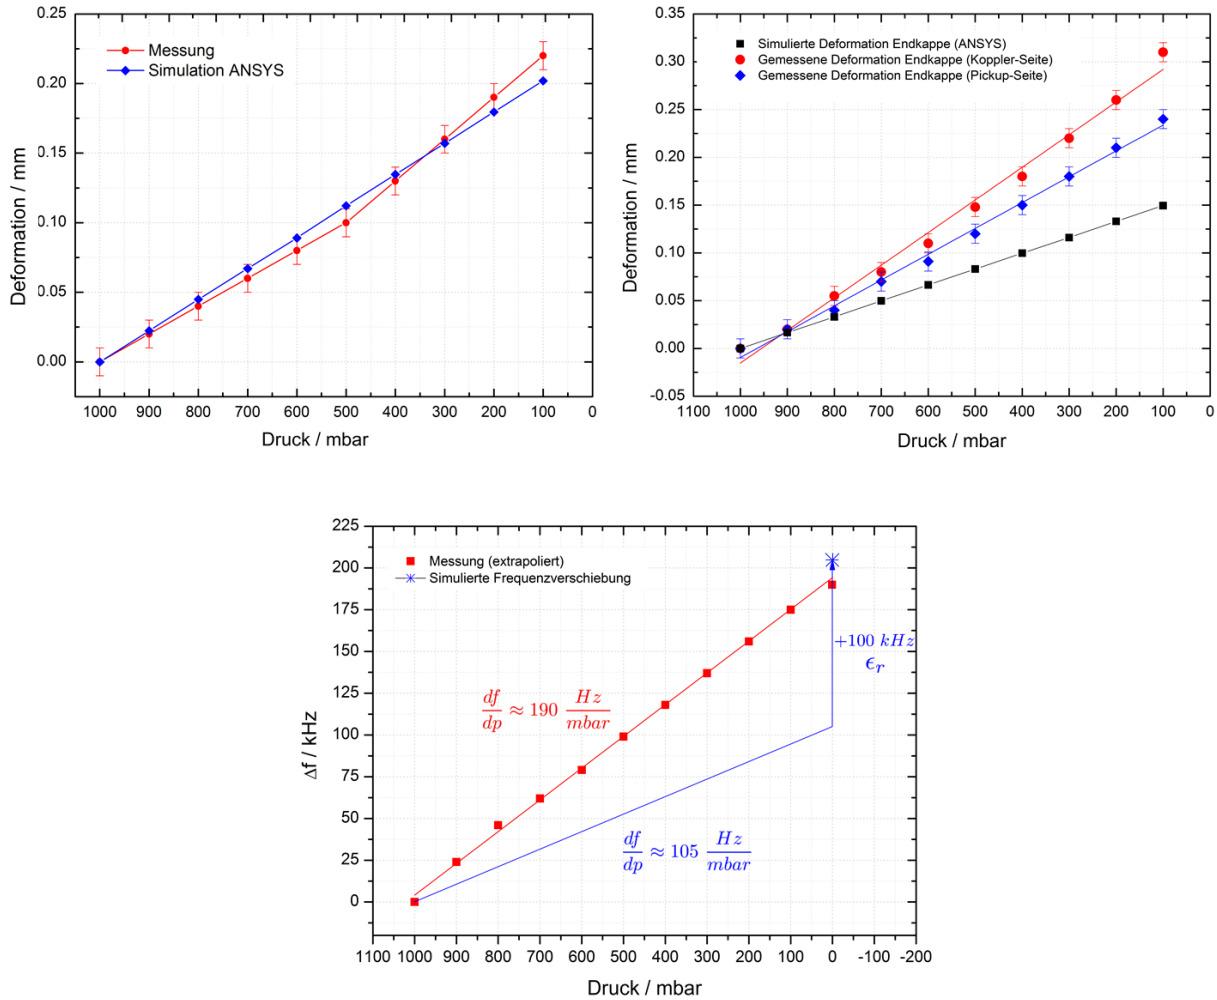 0.25
0.20
0.15
0.10
0.05
0.00
Deformation / mm
Messung
Simulation ANSYS
1000 900 800 700 600 500 400 300 200 100 0
Druck / mbar
0.35
0.30
0.25
0.20
0.15
0.10
0.05
0.00
-0.05
Deformation / mm
Simulierte Deformation Endkappe (ANSYS)
Gemessene Deformation Endkappe (Koppler-Seite)
Gemessene Deformation Endkappe (Pickup-Seite)
1100 1000 900 800 700 600 500 400 300 200 100 0
Druck / mbar
225
200
175
150
125
100
75
50
25
0
Δf / kHz
Messung (extrapoliert)
Simulierte Frequenzverschiebung
+100 kHz
ϵr
df/dp ≈ 190 Hz/mbar
df/dp ≈ 105 Hz/mbar
1100 1000 900 800 700 600 500 400 300 200 100 0 -100 -200
Druck / mbar